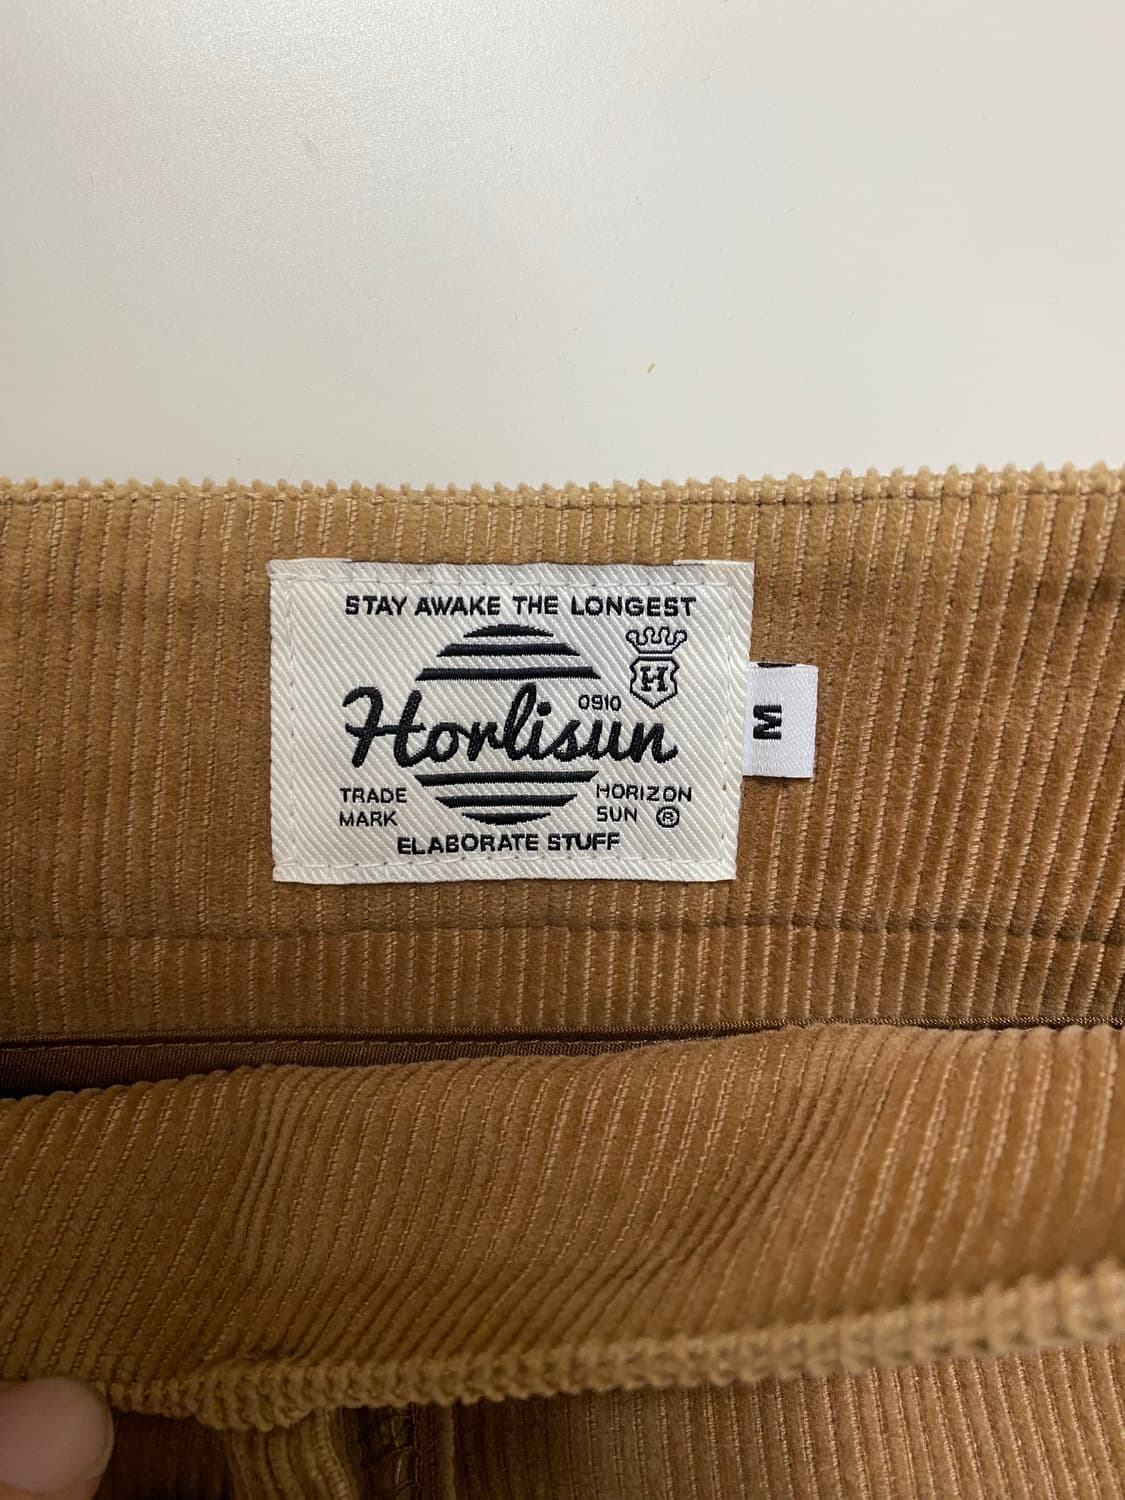 STAY AWAKE THE LONGEST
H
0910
Horlisun
TRADE
MARK
HORIZON
SUN ®
ELABORATE STUFF
M